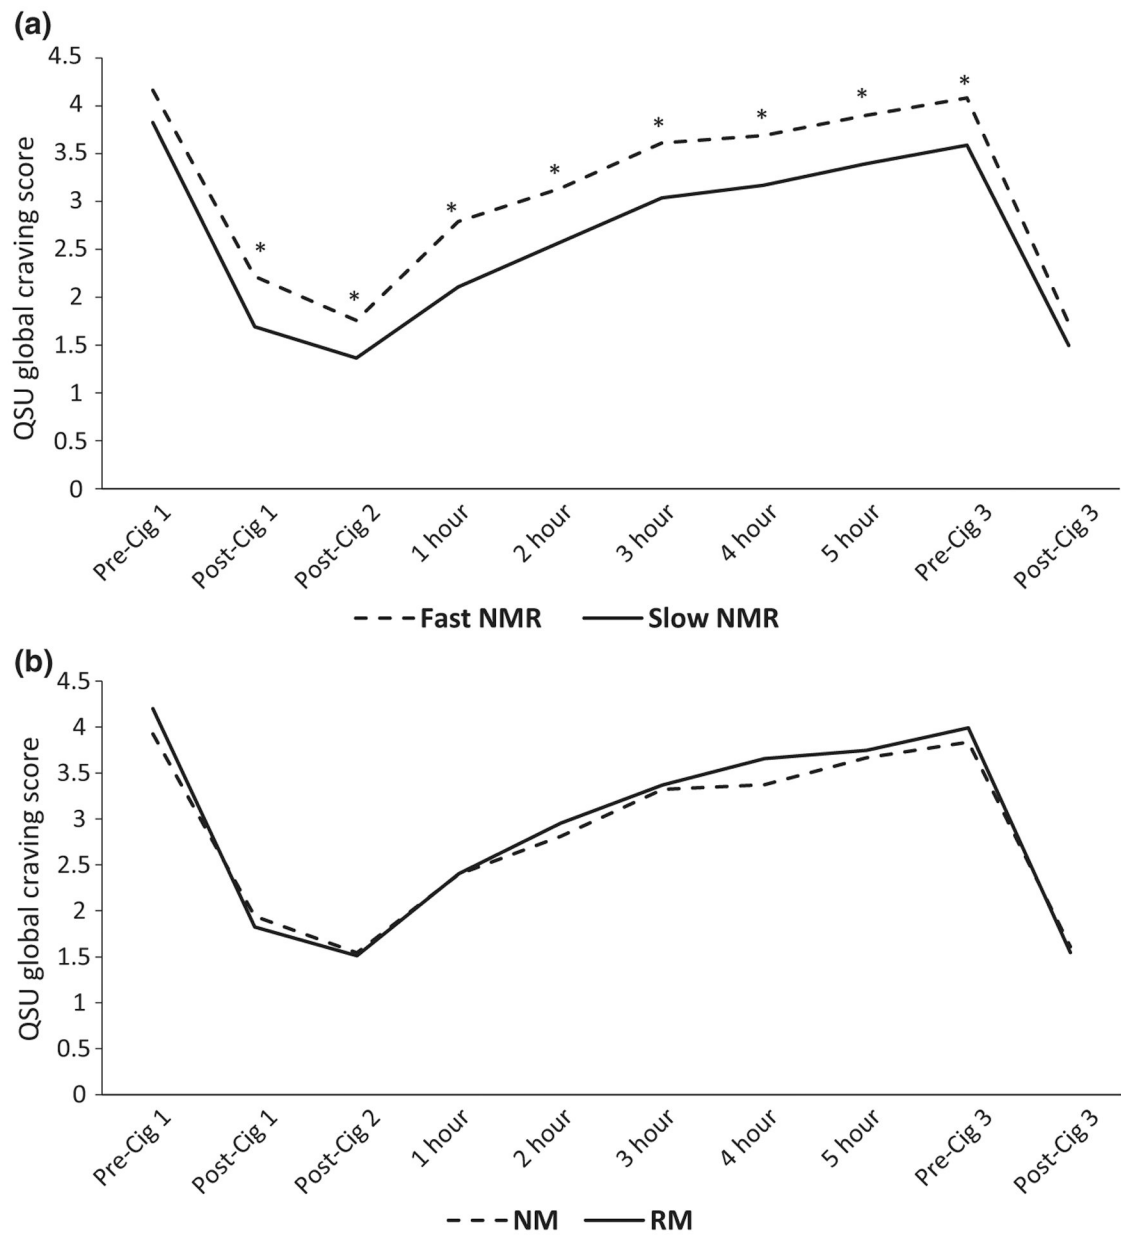 (a)
QSU global craving score
4.5
4
3.5
3
2.5
2
1.5
1
0.5
0
* * * * * * * *
Pre-Cig 1
Post-Cig 1
Post-Cig 2
1 hour
2 hour
3 hour
4 hour
5 hour
Pre-Cig 3
Post-Cig 3
Fast NMR Slow NMR
(b)
QSU global craving score
4.5
4
3.5
3
2.5
2
1.5
1
0.5
0
Pre-Cig 1
Post-Cig 1
Post-Cig 2
1 hour
2 hour
3 hour
4 hour
5 hour
Pre-Cig 3
Post-Cig 3
NM RM